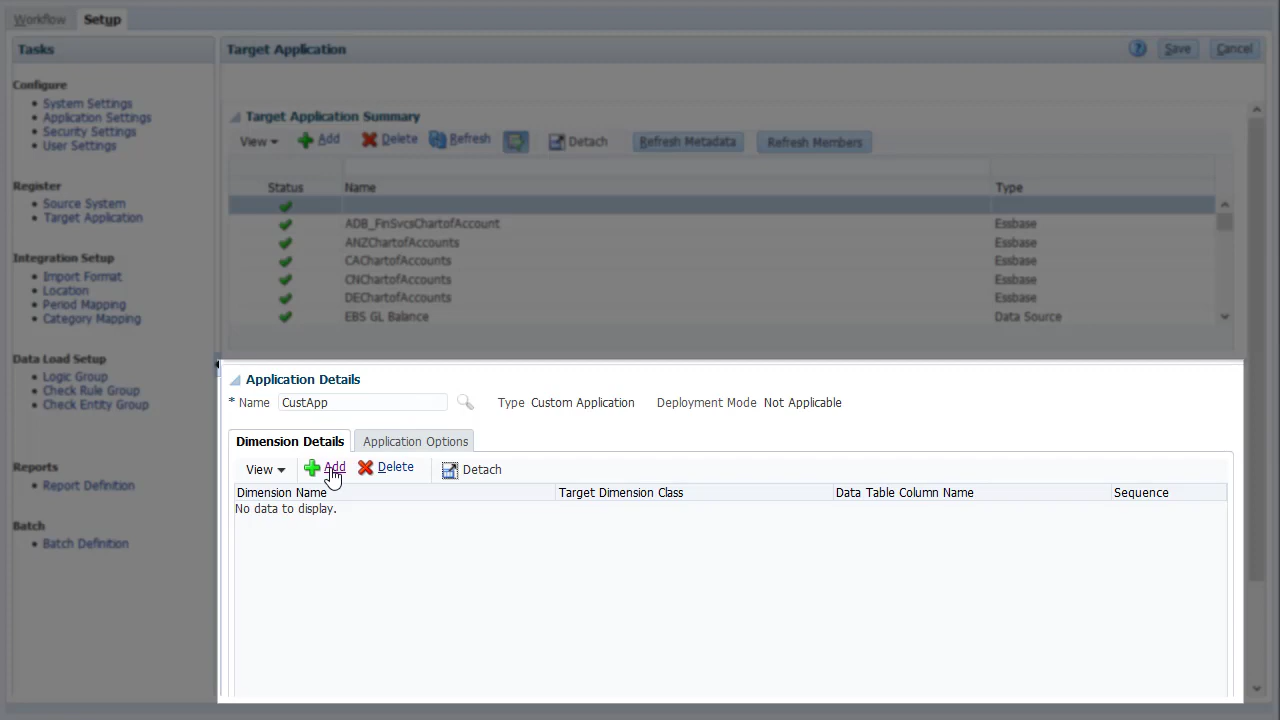 Workflow Setup
Tasks
Configure
System Settings
Application Settings
Security Settings
User Settings
Register
Source System
Target Application
Integration Setup
Import Format
Location
Period Mapping
Category Mapping
Data Load Setup
Logic Group
Check Rule Group
Check Entity Group
Reports
Report Definition
Batch
Batch Definition
Target Application ? Save Cancel
Target Application Summary
View Add Delete Refresh Detach Refresh Metadata Refresh Members
Status Name Type
ADB_FinSvcsChartofAccount Essbase
ANZChartofAccounts Essbase
CAChartofAccounts Essbase
CNChartofAccounts Essbase
DEChartofAccounts Essbase
EBS GL Balance Data Source
Application Details
* Name CustApp Type Custom Application Deployment Mode Not Applicable
Dimension Details Application Options
View Add Delete Detach
Dimension Name Target Dimension Class Data Table Column Name Sequence
No data to display.